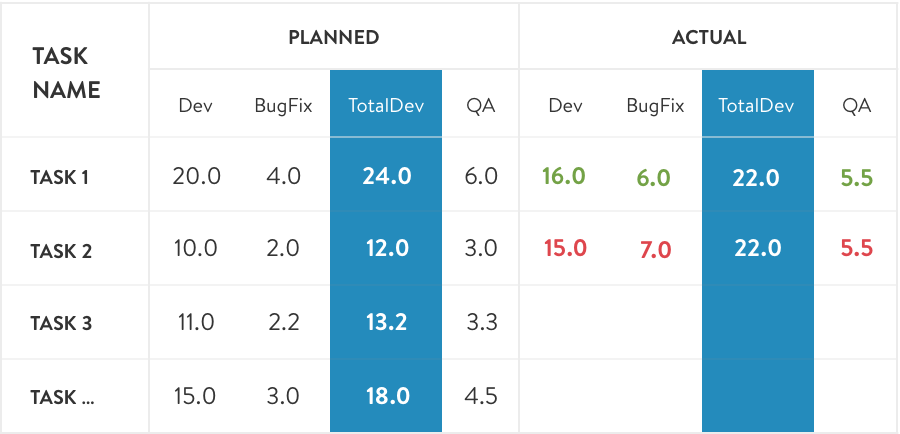 TASK NAME PLANNED ACTUAL
Dev BugFix TotalDev QA Dev BugFix TotalDev QA
TASK 1 20.0 4.0 24.0 6.0 16.0 6.0 22.0 5.5
TASK 2 10.0 2.0 12.0 3.0 15.0 7.0 22.0 5.5
TASK 3 11.0 2.2 13.2 3.3
TASK ... 15.0 3.0 18.0 4.5